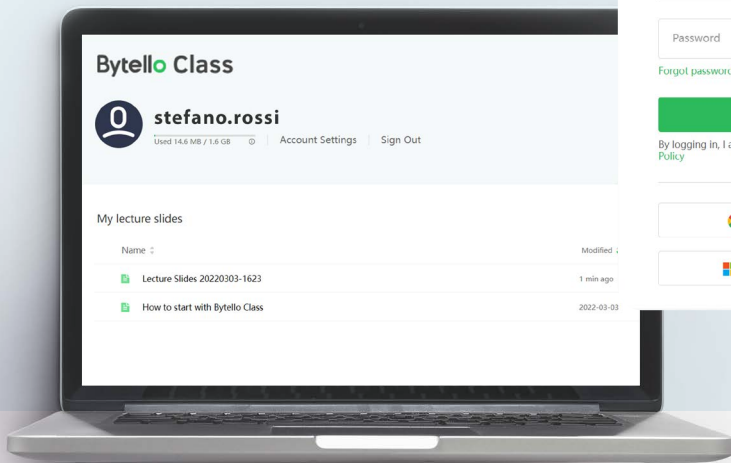 Bytello Class
stefano.rossi
Used 14.6 MB / 1.6 GB
Account Settings
Sign Out
My lecture slides
Name
Modified
Lecture Slides 20220303-1623
1 min ago
How to start with Bytello Class
2022-03-03
Password
Forgot password
By logging in, I
Policy